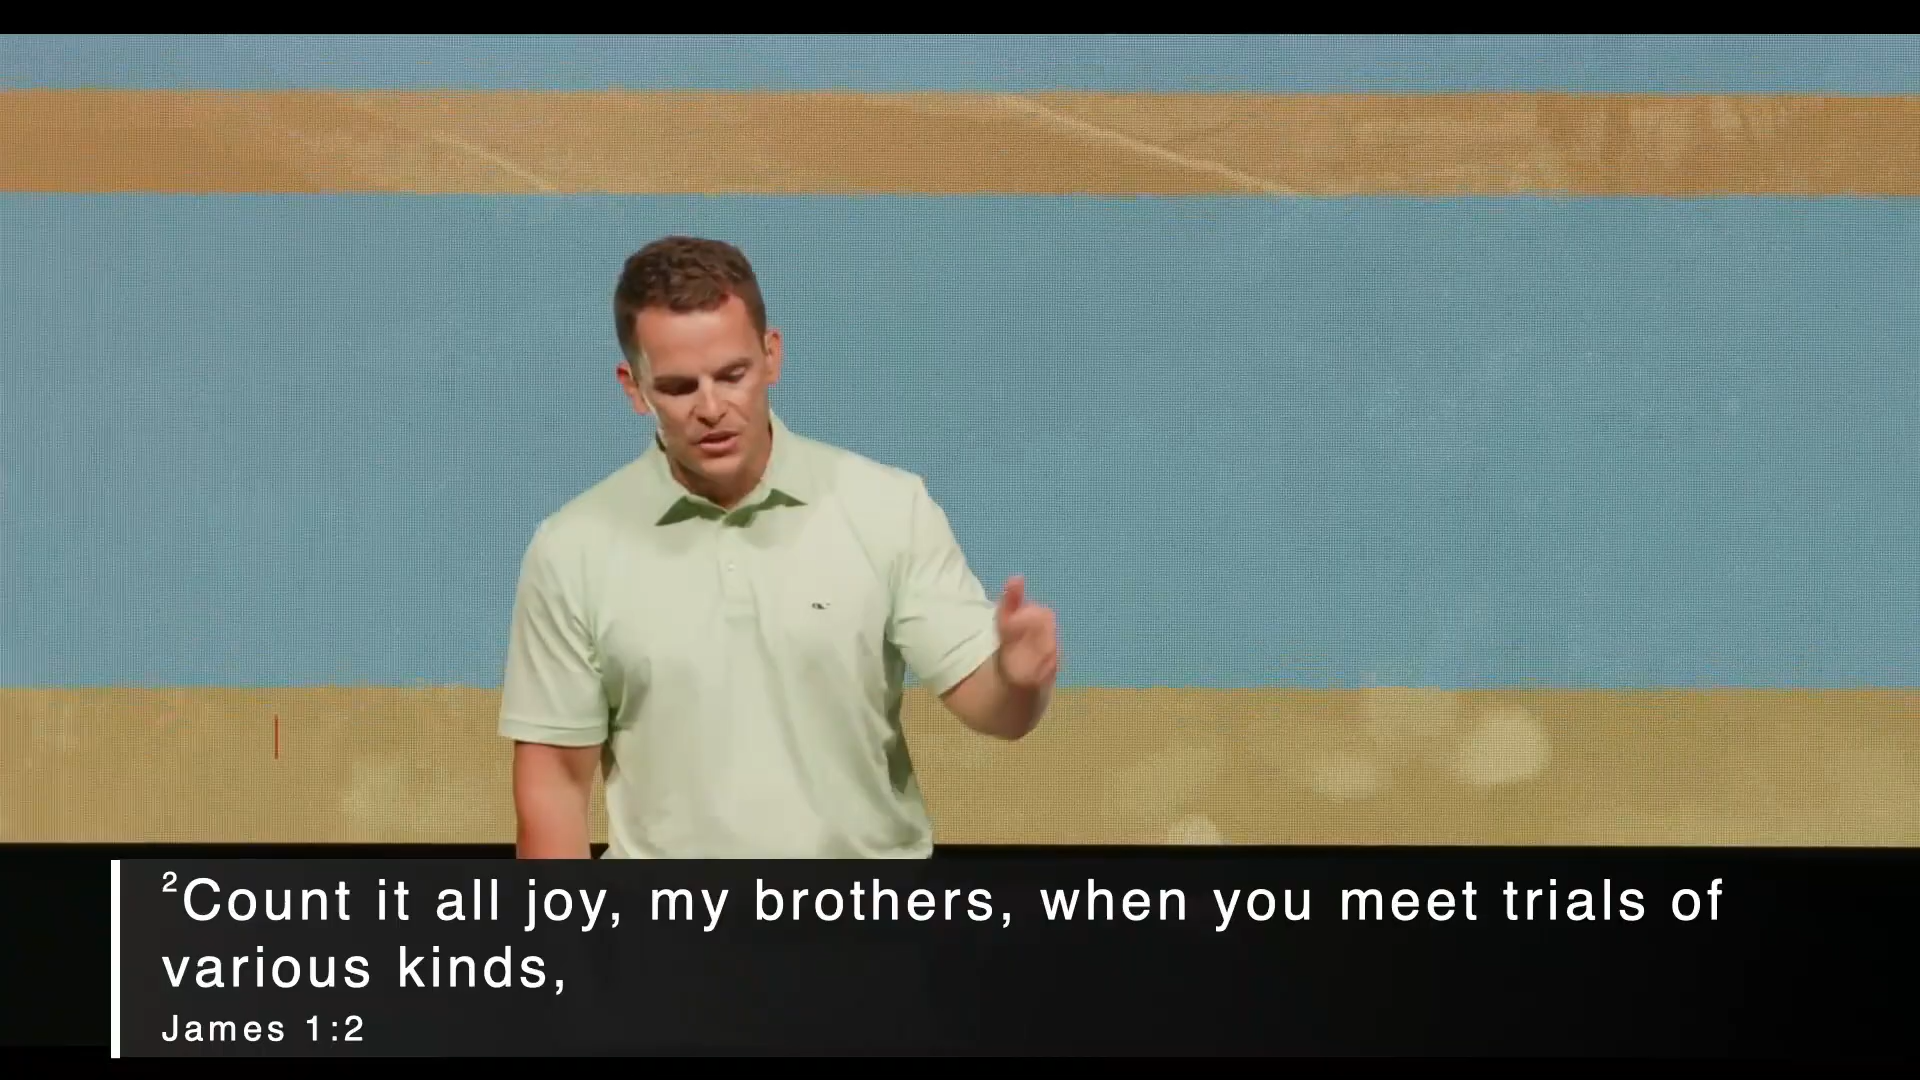 ²Count it all joy, my brothers, when you meet trials of
various kinds,
James 1:2